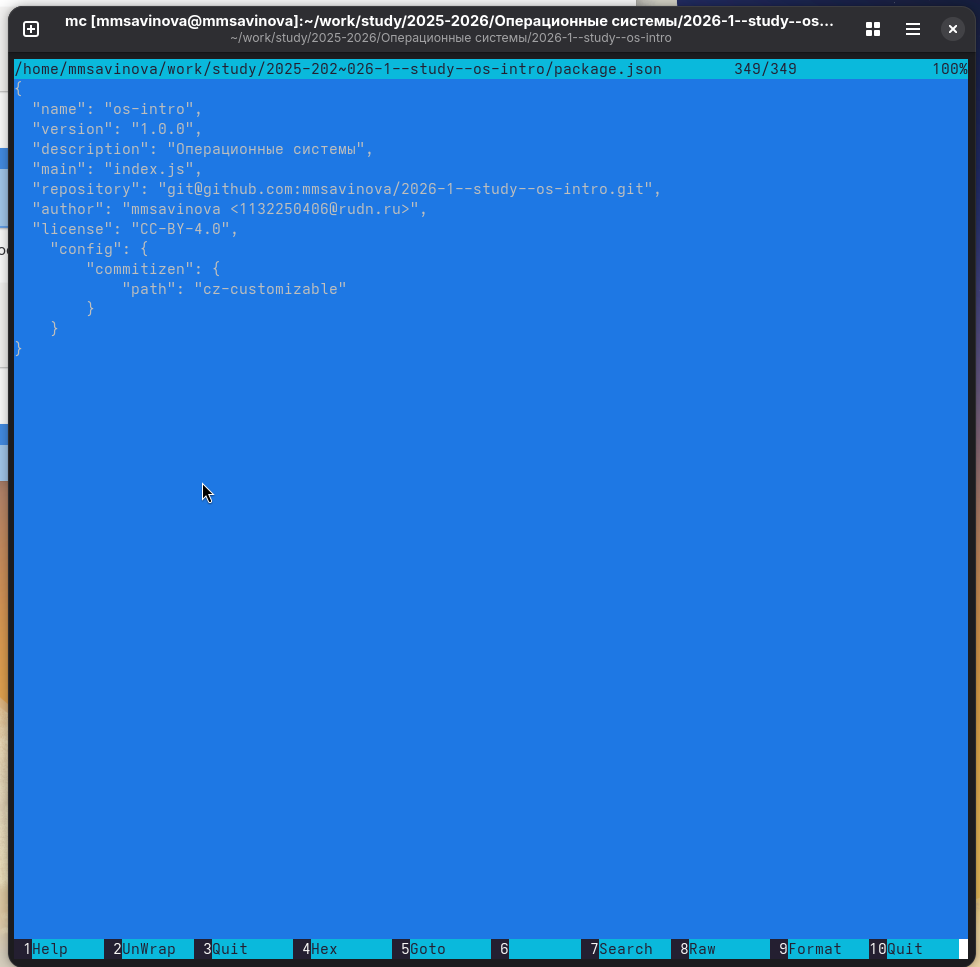 mc [mmsavinova@mmsavinova]:~/work/study/2025-2026/Операционные системы/2026-1--study--os…
~/work/study/2025-2026/Операционные системы/2026-1--study--os-intro
/home/mmsavinova/work/study/2025-202~026-1--study--os-intro/package.json 349/349 100%
{
  "name": "os-intro",
  "version": "1.0.0",
  "description": "Операционные системы",
  "main": "index.js",
  "repository": "git@github.com:mmsavinova/2026-1--study--os-intro.git",
  "author": "mmsavinova <1132250406@rudn.ru>",
  "license": "CC-BY-4.0",
    "config": {
        "commitizen": {
            "path": "cz-customizable"
        }
    }
}
1Help 2UnWrap 3Quit 4Hex 5Goto 6 7Search 8Raw 9Format 10Quit